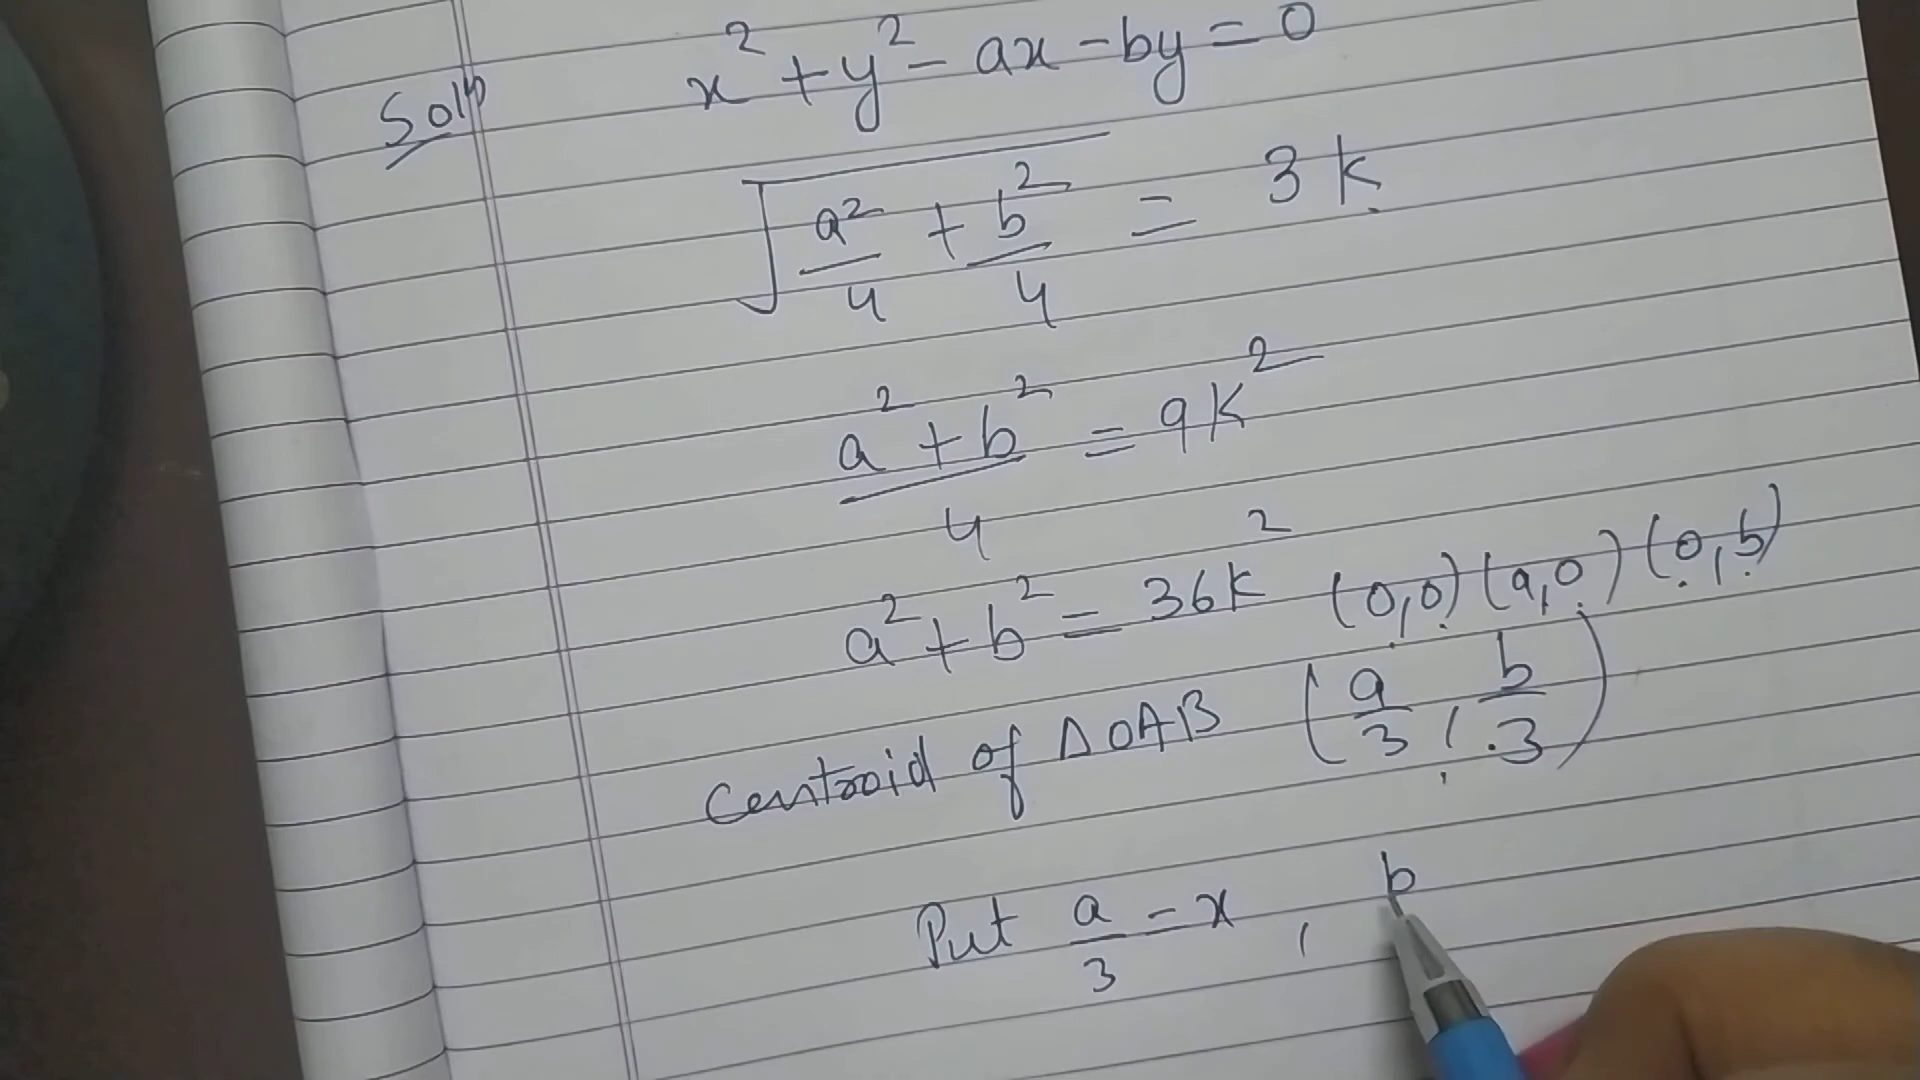 x² + y² - ax - by = 0
Solⁿ
√(a²/4 + b²/4) = 3k
(a² + b²)/4 = 9k²
a² + b² = 36k² (0,0) (a,0) (0,b)
Centroid of ΔOAB (a/3, b/3)
Put a/3 = x , b